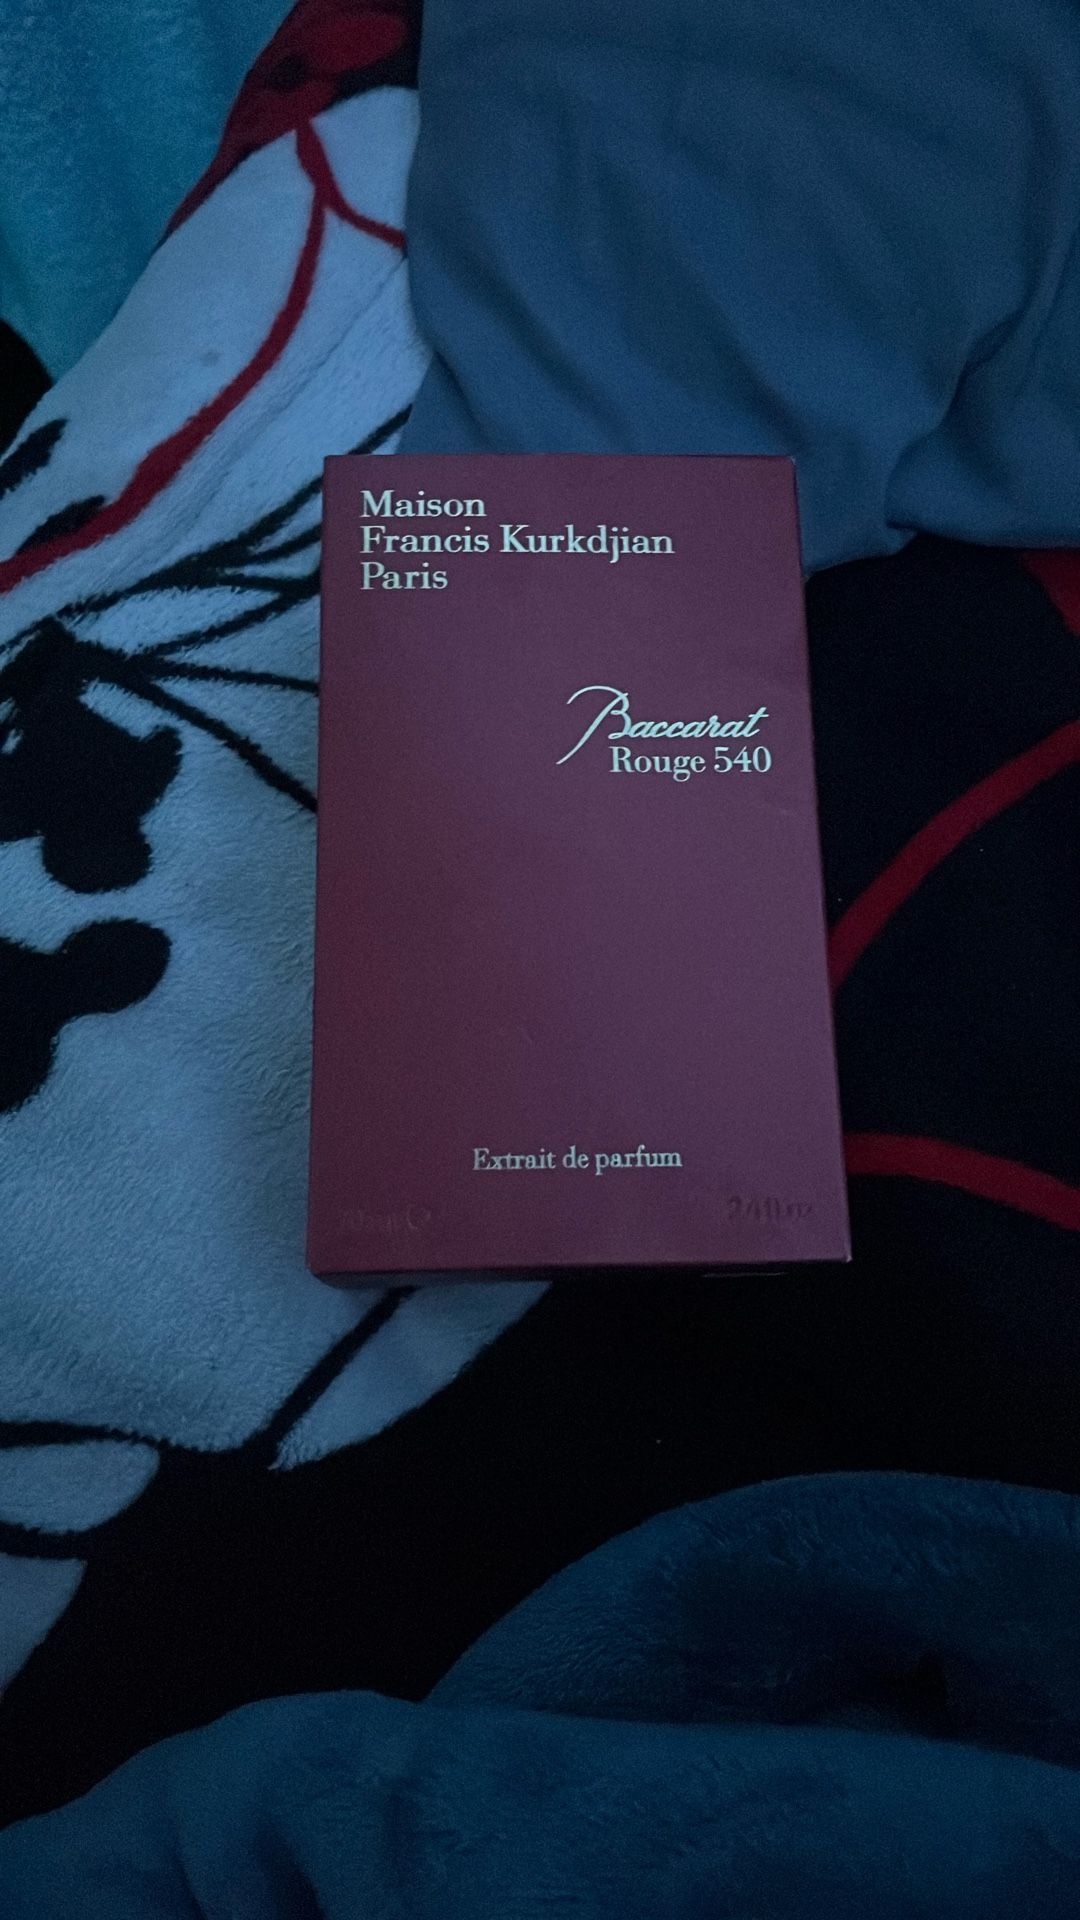 Maison
Francis Kurkdjian
Paris
Baccarat
Rouge 540
Extrait de parfum